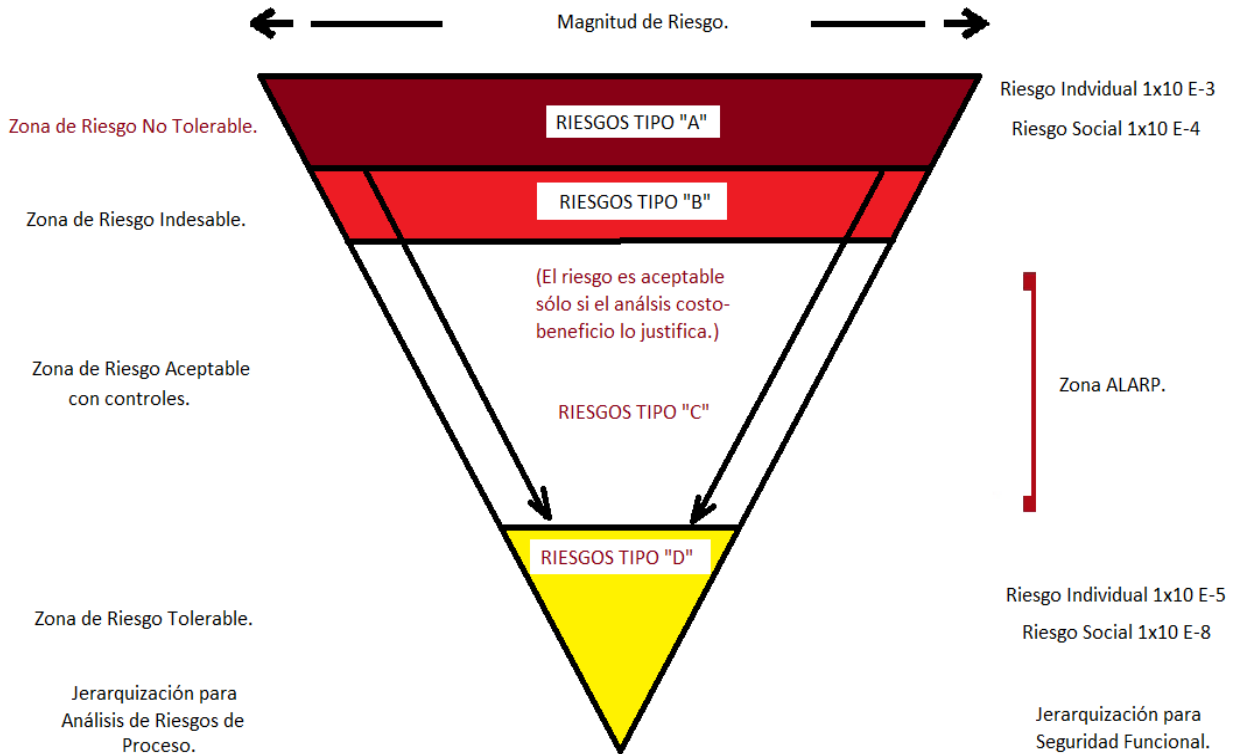 Magnitud de Riesgo.
Zona de Riesgo No Tolerable.
RIESGOS TIPO "A"
Riesgo Indvidual 1x10 E-3
Riesgo Social 1x10 E-4
Zona de Riesgo Indesable.
RIESGOS TIPO "B"
(El riesgo es aceptable
sólo si el análsis costo-
beneficio lo justifica.)
Zona de Riesgo Aceptable
con controles.
RIESGOS TIPO "C"
Zona ALARP.
RIESGOS TIPO "D"
Zona de Riesgo Tolerable.
Riesgo Individual 1x10 E-5
Riesgo Social 1x10 E-8
Jerarquización para
Análisis de Riesgos de
Proceso.
Jerarquización para
Seguridad Funcional.